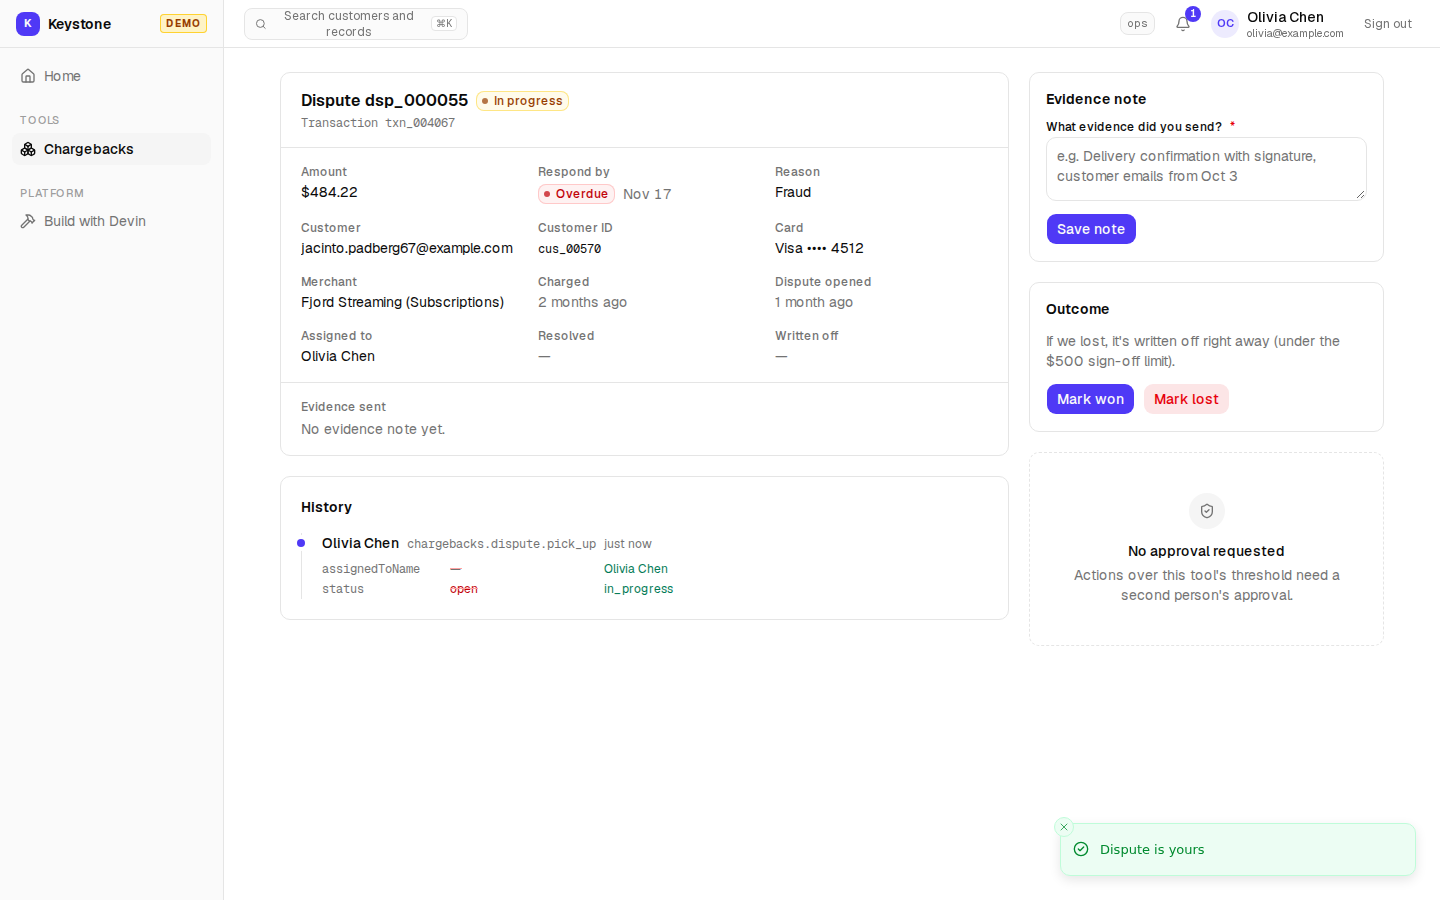 K Keystone DEMO
Search customers and records ⌘K
ops
1
OC Olivia Chen
olivia@example.com
Sign out
Home
TOOLS
Chargebacks
PLATFORM
Build with Devin
Dispute dsp_000055 In progress
Transaction txn_004067
Amount
$484.22
Respond by
Overdue Nov 17
Reason
Fraud
Customer
jacinto.padberg67@example.com
Customer ID
cus_00570
Card
Visa •••• 4512
Merchant
Fjord Streaming (Subscriptions)
Charged
2 months ago
Dispute opened
1 month ago
Assigned to
Olivia Chen
Resolved
—
Written off
—
Evidence sent
No evidence note yet.
History
Olivia Chen chargebacks.dispute.pick_up just now
assignedToName — Olivia Chen
status open in_progress
Evidence note
What evidence did you send? *
e.g. Delivery confirmation with signature,
customer emails from Oct 3
Save note
Outcome
If we lost, it's written off right away (under the
$500 sign-off limit).
Mark won Mark lost
No approval requested
Actions over this tool's threshold need a
second person's approval.
Dispute is yours